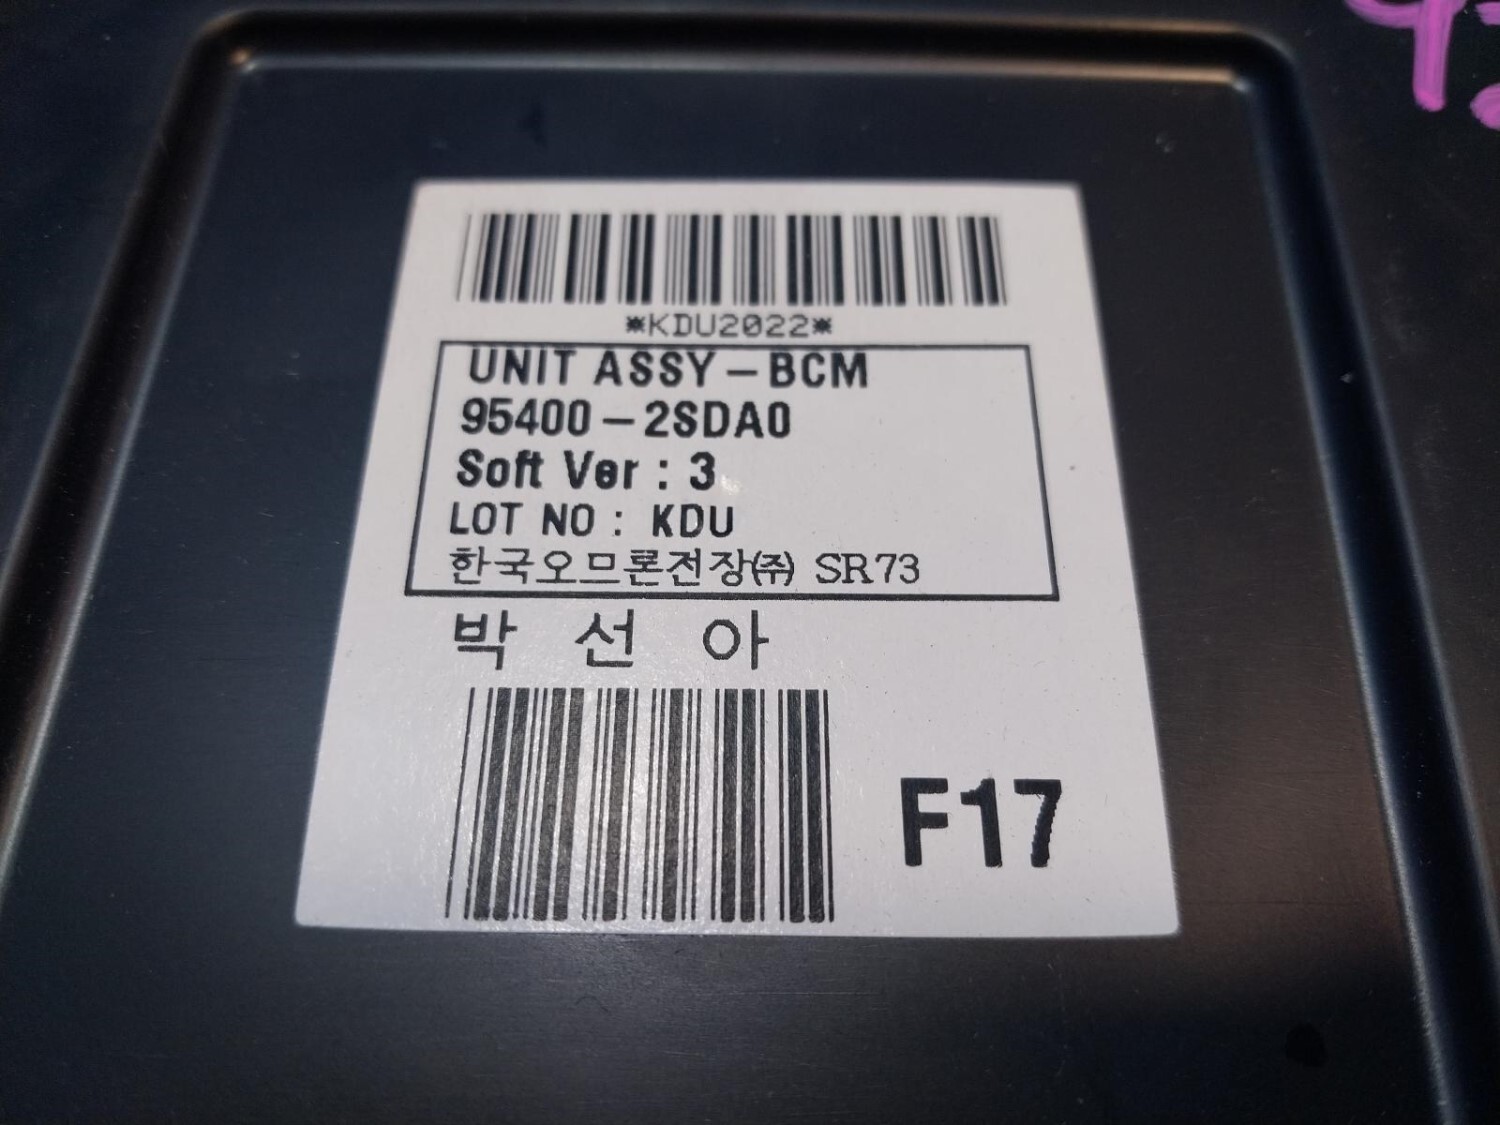 *KDU2022*
UNIT ASSY-BCM
95400-2SDA0
Soft Ver : 3
LOT NO : KDU
한국오므론전장㈜ SR73
박 선 아
F17